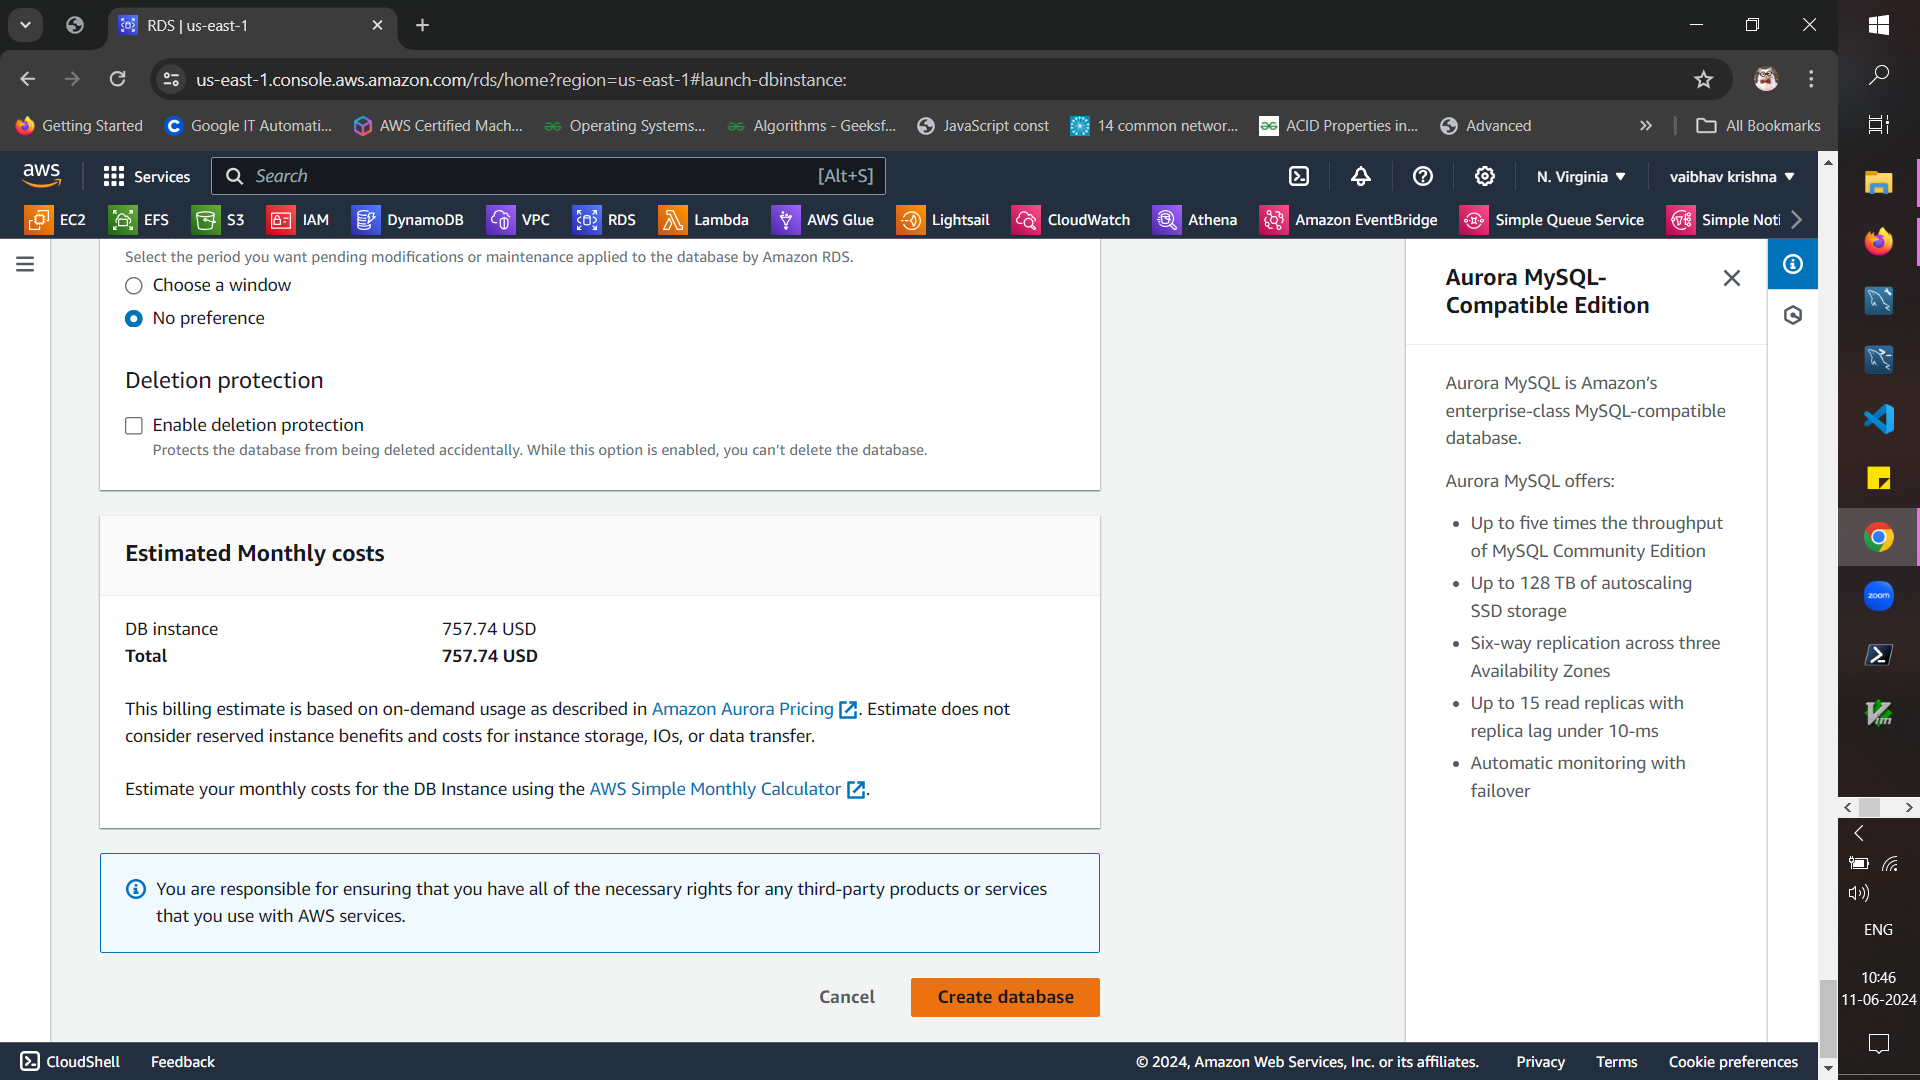 RDS | us-east-1
us-east-1.console.aws.amazon.com/rds/home?region=us-east-1#launch-dbinstance:
Getting Started
Google IT Automati...
AWS Certified Mach...
Operating Systems...
Algorithms - Geeksf...
JavaScript const
14 common networ...
ACID Properties in...
Advanced
All Bookmarks
aws
Services
Search
[Alt+S]
N. Virginia
vaibhav krishna
EC2
EFS
S3
IAM
DynamoDB
VPC
RDS
Lambda
AWS Glue
Lightsail
CloudWatch
Athena
Amazon EventBridge
Simple Queue Service
Simple Noti
Select the period you want pending modifications or maintenance applied to the database by Amazon RDS.
Choose a window
No preference
Deletion protection
Enable deletion protection
Protects the database from being deleted accidentally. While this option is enabled, you can’t delete the database.
Estimated Monthly costs
DB instance 757.74 USD
Total 757.74 USD
This billing estimate is based on on-demand usage as described in Amazon Aurora Pricing. Estimate does not
consider reserved instance benefits and costs for instance storage, IOs, or data transfer.
Estimate your monthly costs for the DB Instance using the AWS Simple Monthly Calculator.
You are responsible for ensuring that you have all of the necessary rights for any third-party products or services
that you use with AWS services.
Cancel
Create database
Aurora MySQL-
Compatible Edition
Aurora MySQL is Amazon’s
enterprise-class MySQL-compatible
database.
Aurora MySQL offers:
• Up to five times the throughput
of MySQL Community Edition
• Up to 128 TB of autoscaling
SSD storage
• Six-way replication across three
Availability Zones
• Up to 15 read replicas with
replica lag under 10-ms
• Automatic monitoring with
failover
CloudShell
Feedback
© 2024, Amazon Web Services, Inc. or its affiliates.
Privacy
Terms
Cookie preferences
zoom
Vim
ENG
10:46
11-06-2024